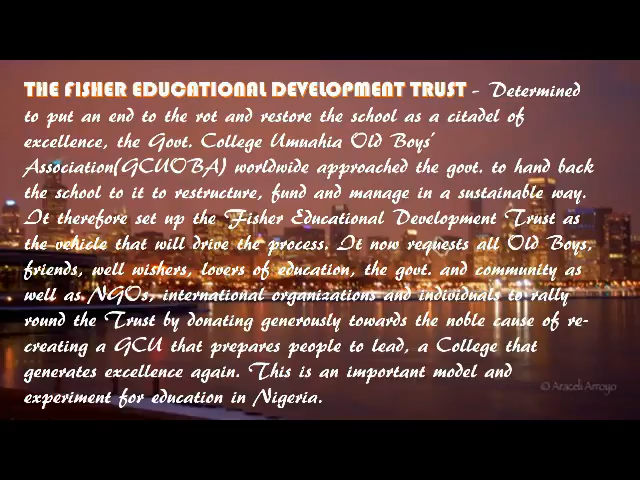 THE FISHER EDUCATIONAL DEVELOPMENT TRUST - Determined
to put an end to the rot and restore the school as a citadel of
excellence, the Govt. College Umuahia Old Boys'
Association(GCUOBA) worldwide approached the govt. to hand back
the school to it to restructure, fund and manage in a sustainable way.
It therefore set up the Fisher Educational Development Trust as
the vehicle that will drive the process. It now requests all Old Boys,
friends, well wishers, lovers of education, the govt. and community as
well as NGOs, international organizations and individuals to rally
round the Trust by donating generously towards the noble cause of re-
creating a GCU that prepares people to lead, a College that
generates excellence again. This is an important model and
experiment for education in Nigeria.
© Araceli Arroyo